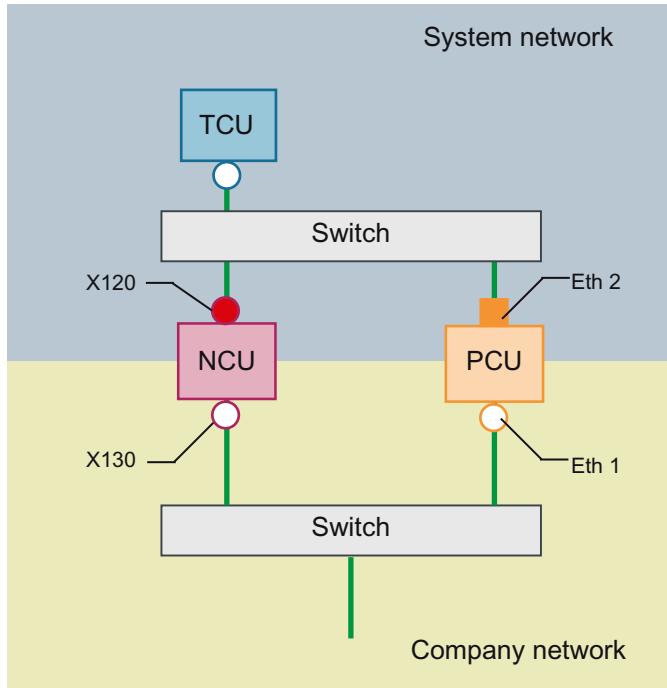 System network
TCU
Switch
X120
Eth 2
NCU
PCU
X130
Eth 1
Switch
Company network